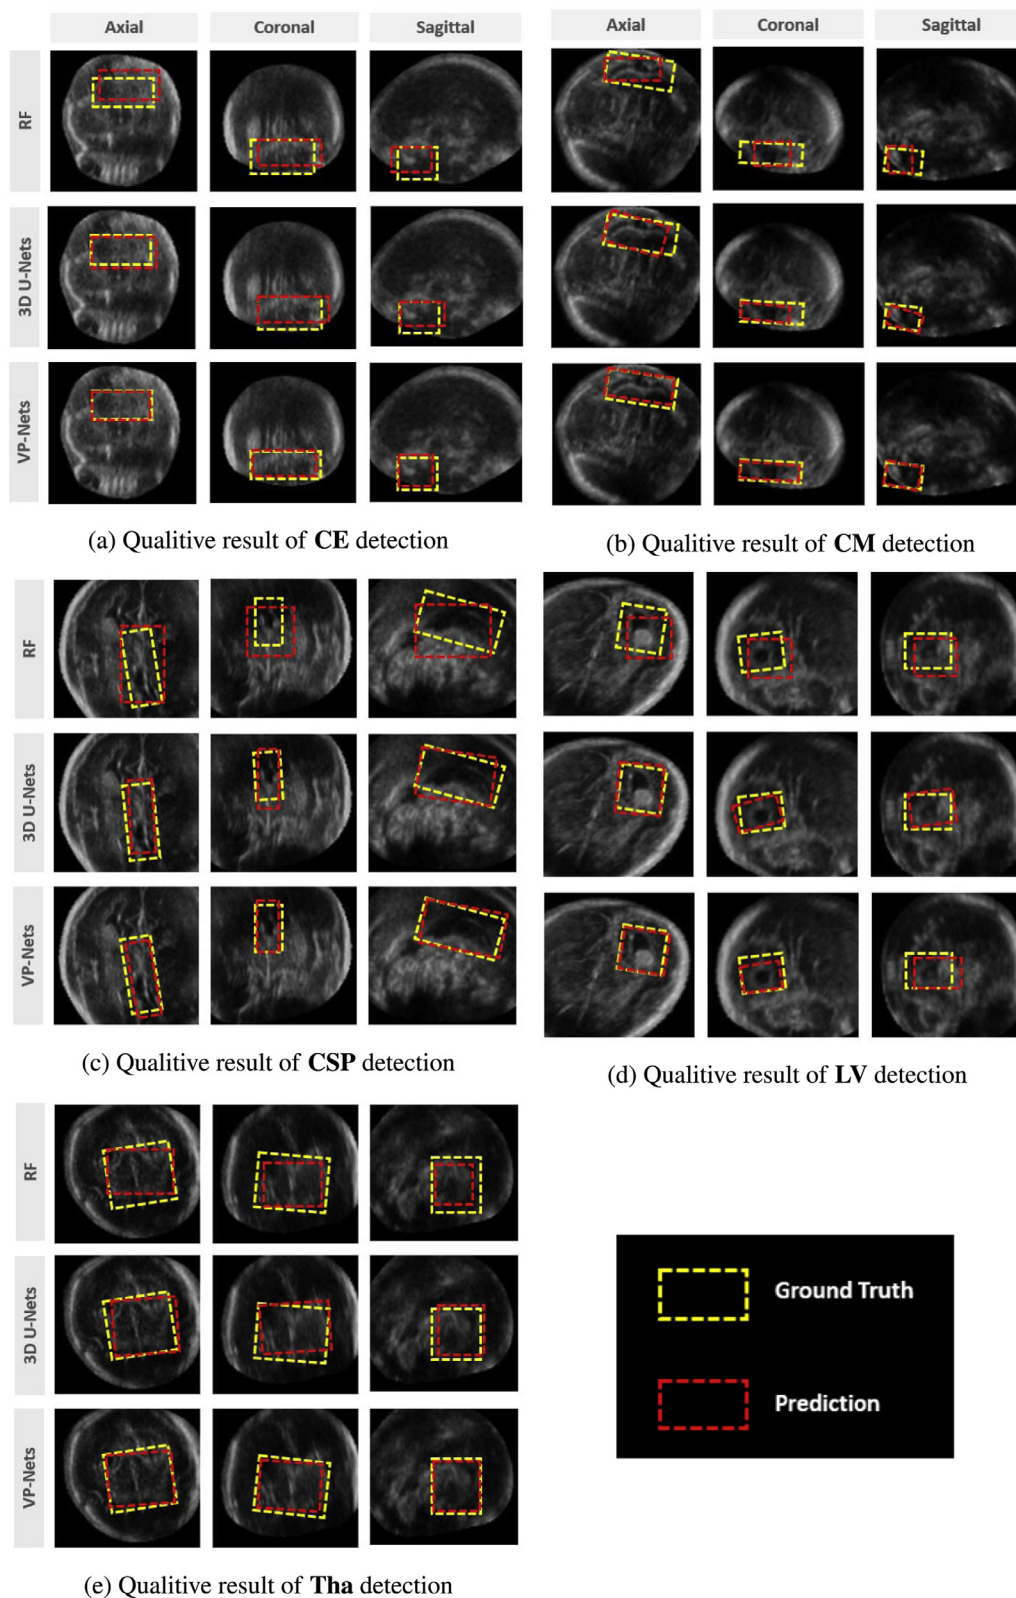 Axial Coronal Sagittal
RF
3D U-Nets
VP-Nets
(a) Qualitive result of CE detection
Axial Coronal Sagittal
(b) Qualitive result of CM detection
RF
3D U-Nets
VP-Nets
(c) Qualitive result of CSP detection
(d) Qualitive result of LV detection
RF
3D U-Nets
VP-Nets
(e) Qualitive result of Tha detection
Ground Truth
Prediction